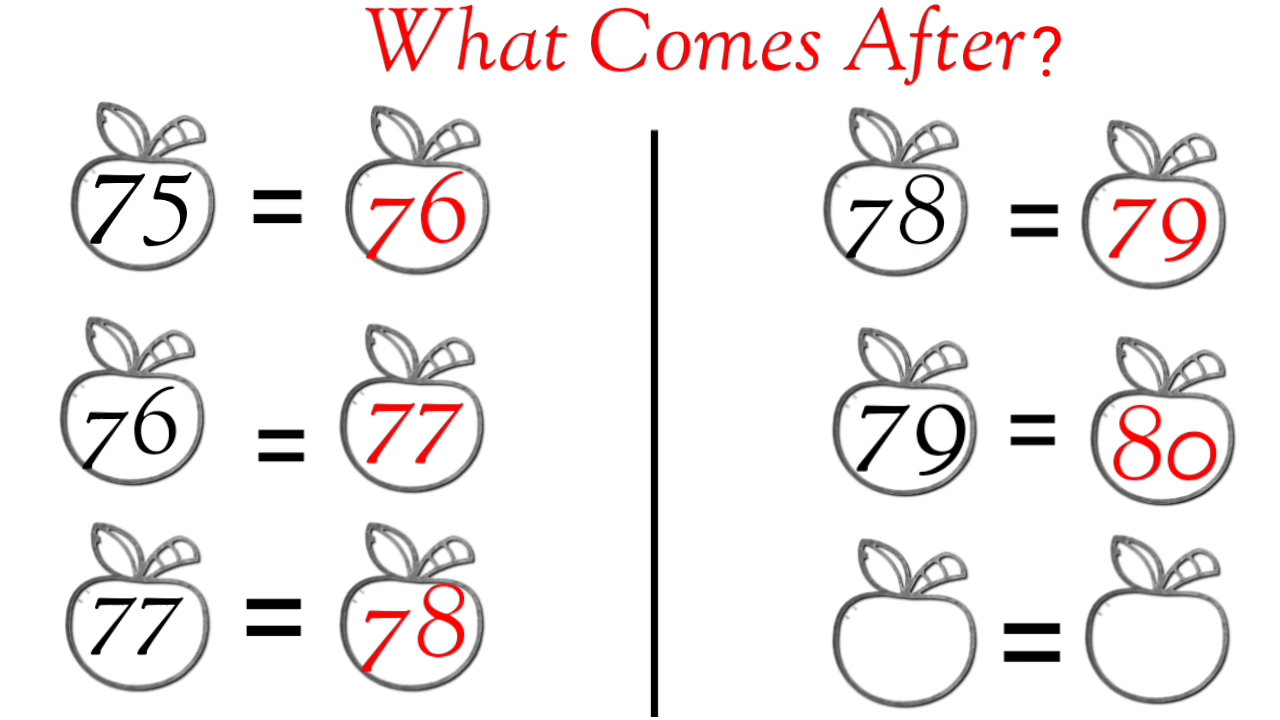 What Comes After?
75 = 76
76 = 77
77 = 78
78 = 79
79 = 80
=